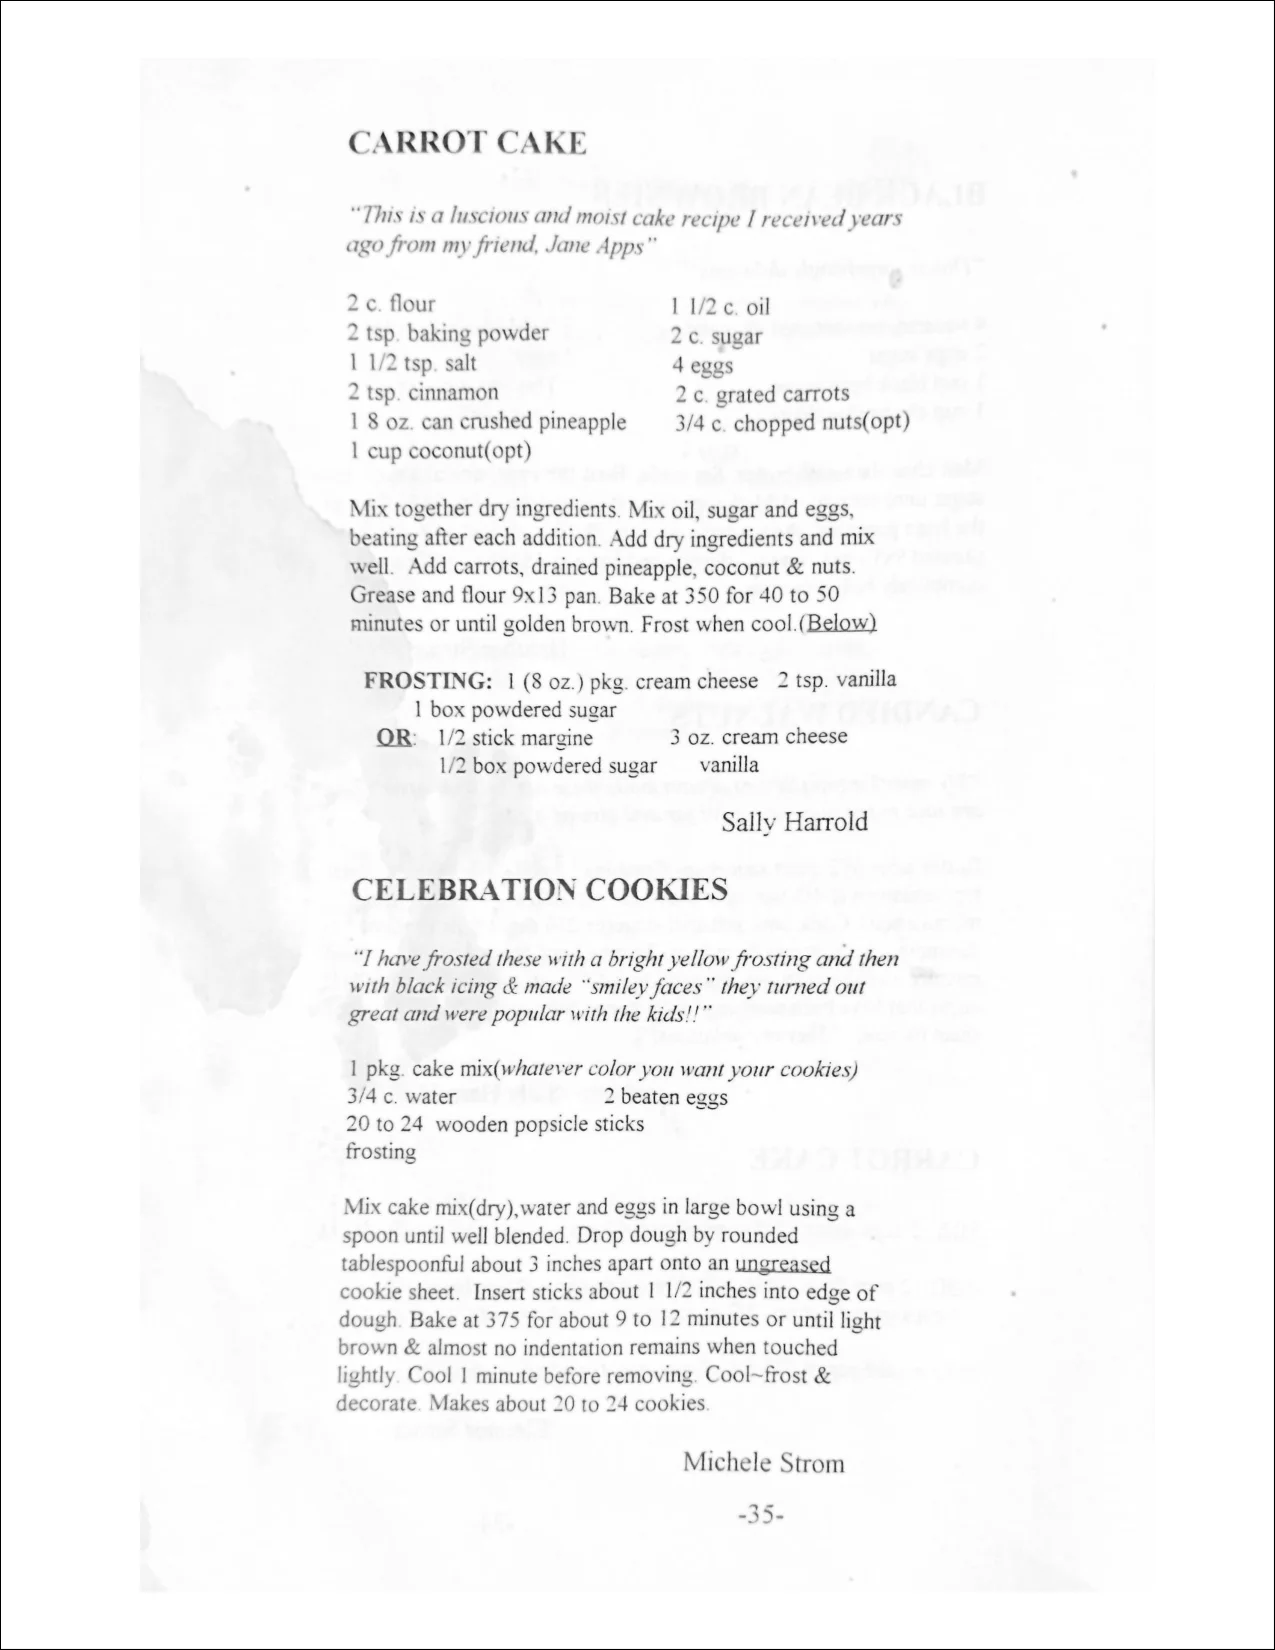 CARROT CAKE
"This is a luscious and moist cake recipe I received years
ago from my friend, Jane Apps"
2 c. flour 1 1/2 c. oil
2 tsp. baking powder 2 c. sugar
1 1/2 tsp. salt 4 eggs
2 tsp. cinnamon 2 c. grated carrots
1 8 oz. can crushed pineapple 3/4 c. chopped nuts(opt)
1 cup coconut(opt)
Mix together dry ingredients. Mix oil, sugar and eggs,
beating after each addition. Add dry ingredients and mix
well. Add carrots, drained pineapple, coconut & nuts.
Grease and flour 9x13 pan. Bake at 350 for 40 to 50
minutes or until golden brown. Frost when cool.(Below)
FROSTING: 1 (8 oz.) pkg. cream cheese 2 tsp. vanilla
1 box powdered sugar
OR: 1/2 stick margine 3 oz. cream cheese
1/2 box powdered sugar vanilla
Sally Harrold
CELEBRATION COOKIES
"I have frosted these with a bright yellow frosting and then
with black icing & made "smiley faces" they turned out
great and were popular with the kids!!"
1 pkg. cake mix(whatever color you want your cookies)
3/4 c. water 2 beaten eggs
20 to 24 wooden popsicle sticks
frosting
Mix cake mix(dry),water and eggs in large bowl using a
spoon until well blended. Drop dough by rounded
tablespoonful about 3 inches apart onto an ungreased
cookie sheet. Insert sticks about 1 1/2 inches into edge of
dough. Bake at 375 for about 9 to 12 minutes or until light
brown & almost no indentation remains when touched
lightly. Cool 1 minute before removing. Cool~frost &
decorate. Makes about 20 to 24 cookies.
Michele Strom
-35-